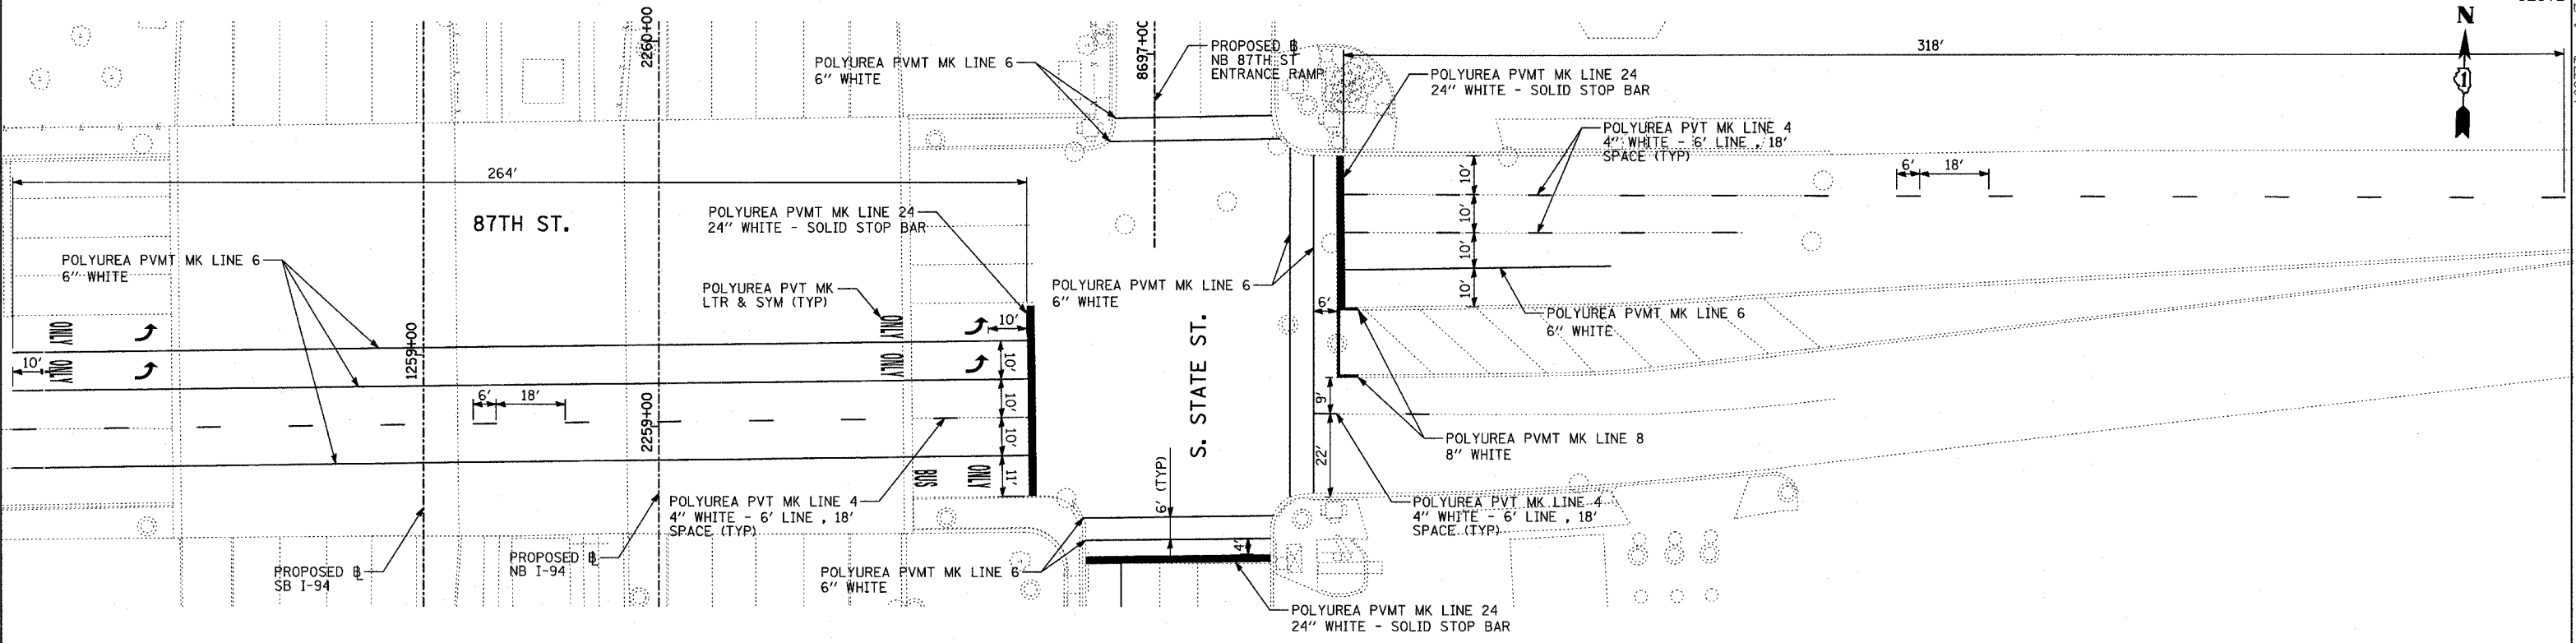 N
1
318'
2260+00
8697+00
PROPOSED ℄
NB 87TH ST
ENTRANCE RAMP
POLYUREA PVMT MK LINE 6
6" WHITE
POLYUREA PVMT MK LINE 24
24" WHITE - SOLID STOP BAR
POLYUREA PVT MK LINE 4
4" WHITE - 6' LINE , 18'
SPACE (TYP)
6'
18'
264'
10'
10'
10'
10'
87TH ST.
POLYUREA PVMT MK LINE 24
24" WHITE - SOLID STOP BAR
POLYUREA PVMT MK LINE 6
6" WHITE
POLYUREA PVT MK
LTR & SYM (TYP)
POLYUREA PVMT MK LINE 6
6" WHITE
6'
POLYUREA PVMT MK LINE 6
6" WHITE
ONLY
ONLY
10'
ONLY
ONLY
10'
1259+00
2259+00
S. STATE ST.
10'
10'
10'
11'
6'
18'
9'
22'
POLYUREA PVMT MK LINE 8
8" WHITE
BUS
ONLY
6' (TYP)
POLYUREA PVT MK LINE 4
4" WHITE - 6' LINE , 18'
SPACE (TYP)
POLYUREA PVT MK LINE 4
4" WHITE - 6' LINE , 18'
SPACE (TYP)
PROPOSED ℄
SB I-94
PROPOSED ℄
NB I-94
POLYUREA PVMT MK LINE 6
6" WHITE
4'
POLYUREA PVMT MK LINE 24
24" WHITE - SOLID STOP BAR